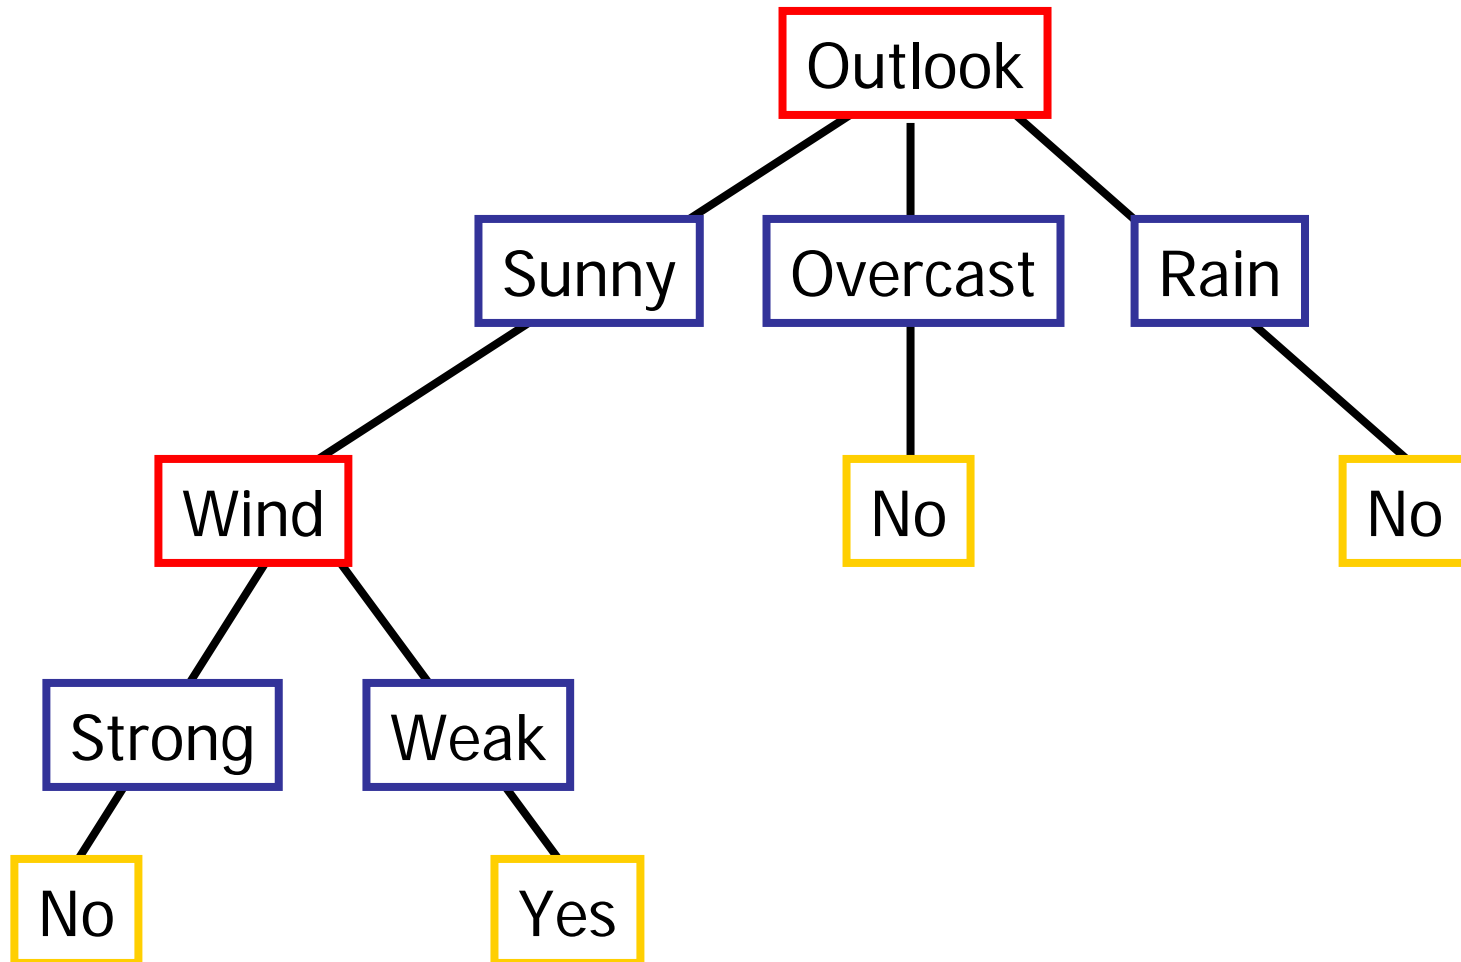 Outlook
Sunny
Overcast
Rain
Wind
No
No
Strong
Weak
No
Yes